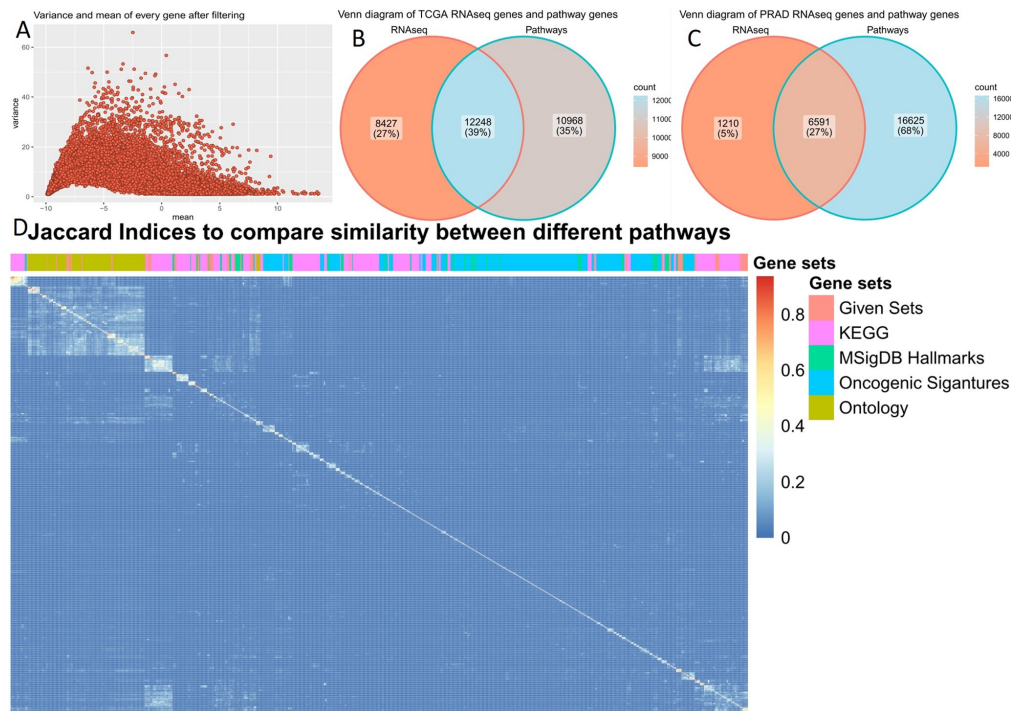 A
Variance and mean of every gene after filtering
60
40
20
0
variance
-10
-5
0
5
10
mean
Venn diagram of TCGA RNAseq genes and pathway genes
B
RNAseq
Pathways
8427
(27%)
12248
(39%)
10968
(35%)
count
1200
11000
10000
9000
Venn diagram of PRAD RNAseq genes and pathway genes
C
RNAseq
Pathways
1210
(5%)
6591
(27%)
16625
(68%)
count
1600
12000
8000
4000
D
Jaccard Indices to compare similarity between different pathways
Gene sets
0.8
0.6
0.4
0.2
0
Gene sets
Given Sets
KEGG
MSigDB Hallmarks
Oncogenic Sigantures
Ontology